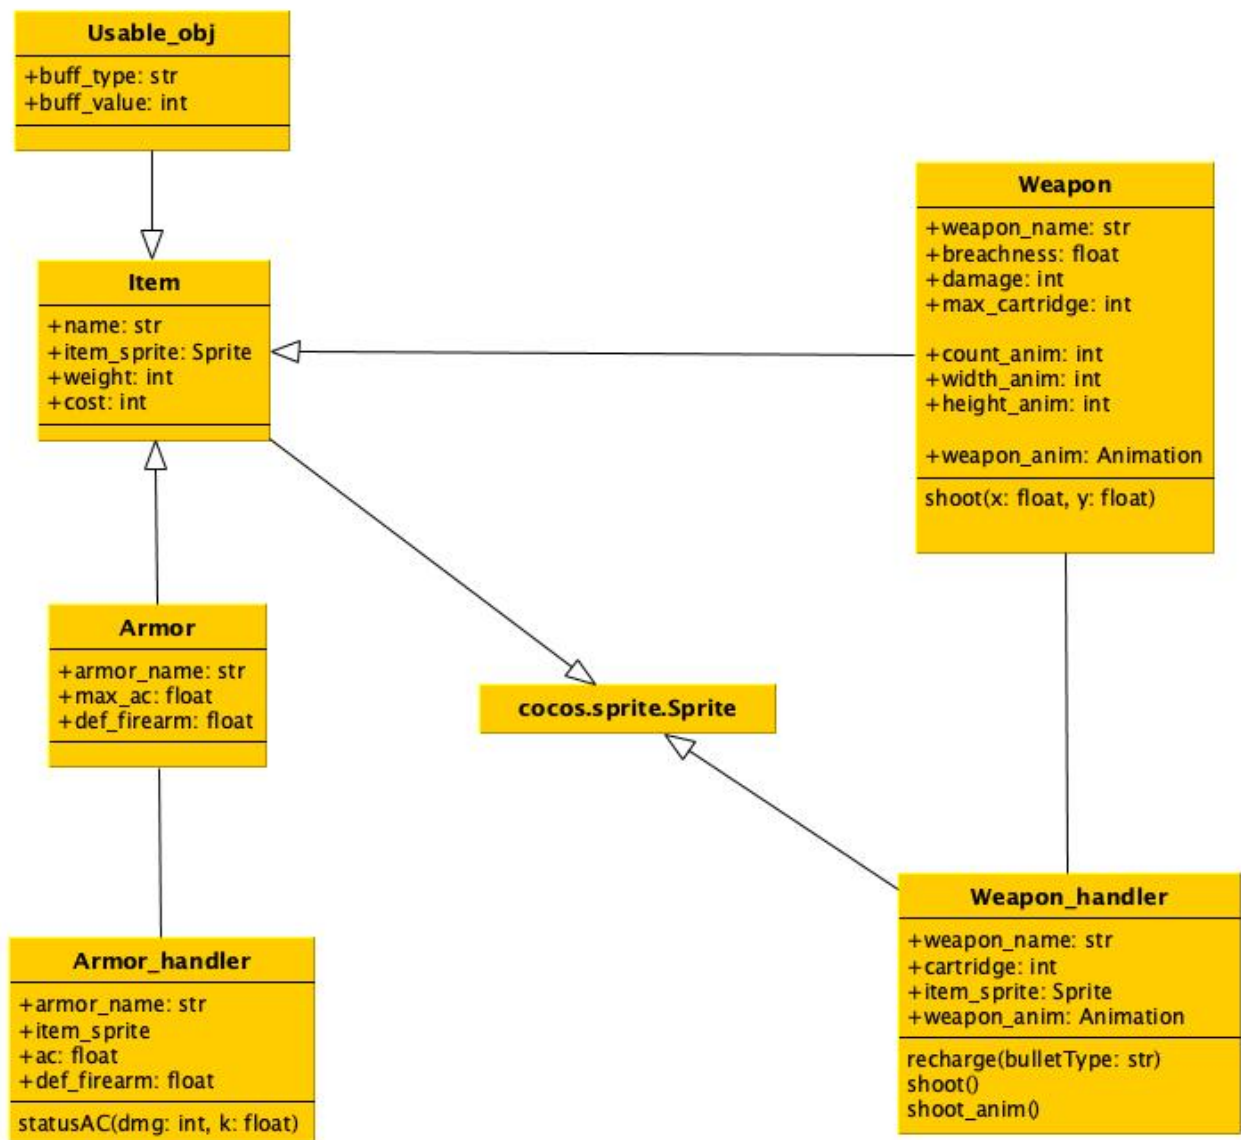 Usable_obj
+buff_type: str
+buff_value: int
Weapon
+weapon_name: str
+breachness: float
+damage: int
+max_cartridge: int
+count_anim: int
+width_anim: int
+height_anim: int
+weapon_anim: Animation
shoot(x: float, y: float)
Item
+name: str
+item_sprite: Sprite
+weight: int
+cost: int
Armor
+armor_name: str
+max_ac: float
+def_firearm: float
cocos.sprite.Sprite
Armor_handler
+armor_name: str
+item_sprite
+ac: float
+def_firearm: float
statusAC(dmg: int, k: float)
Weapon_handler
+weapon_name: str
+cartridge: int
+item_sprite: Sprite
+weapon_anim: Animation
recharge(bulletType: str)
shoot()
shoot_anim()